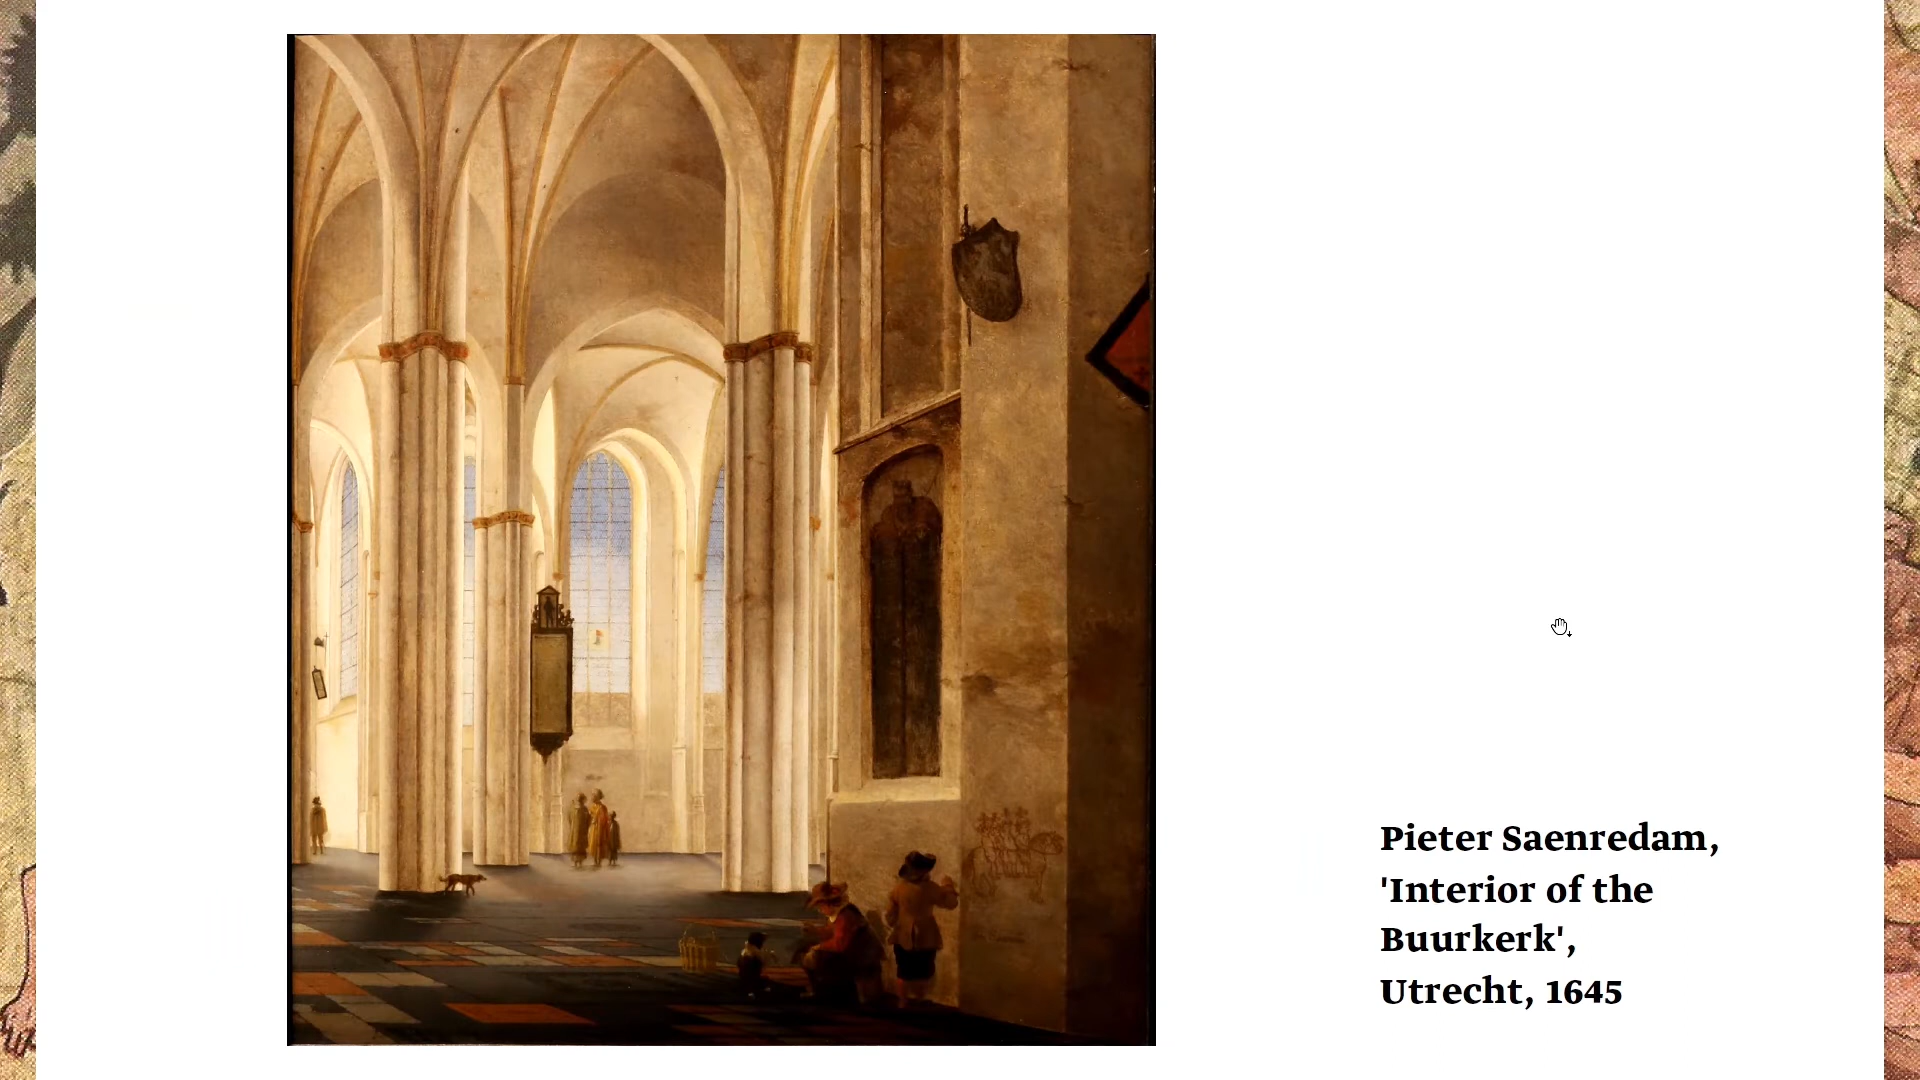 Pieter Saenredam,
'Interior of the
Buurkerk',
Utrecht, 1645